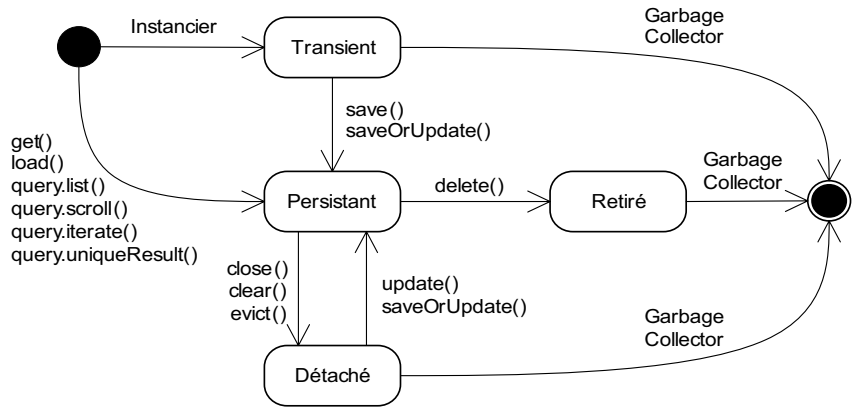 Instancier
Transient
Garbage
Collector
save()
saveOrUpdate()
get()
load()
query.list()
query.scroll()
query.iterate()
query.uniqueResult()
Persistant
delete()
Retiré
Garbage
Collector
close()
clear()
evict()
update()
saveOrUpdate()
Garbage
Collector
Détaché